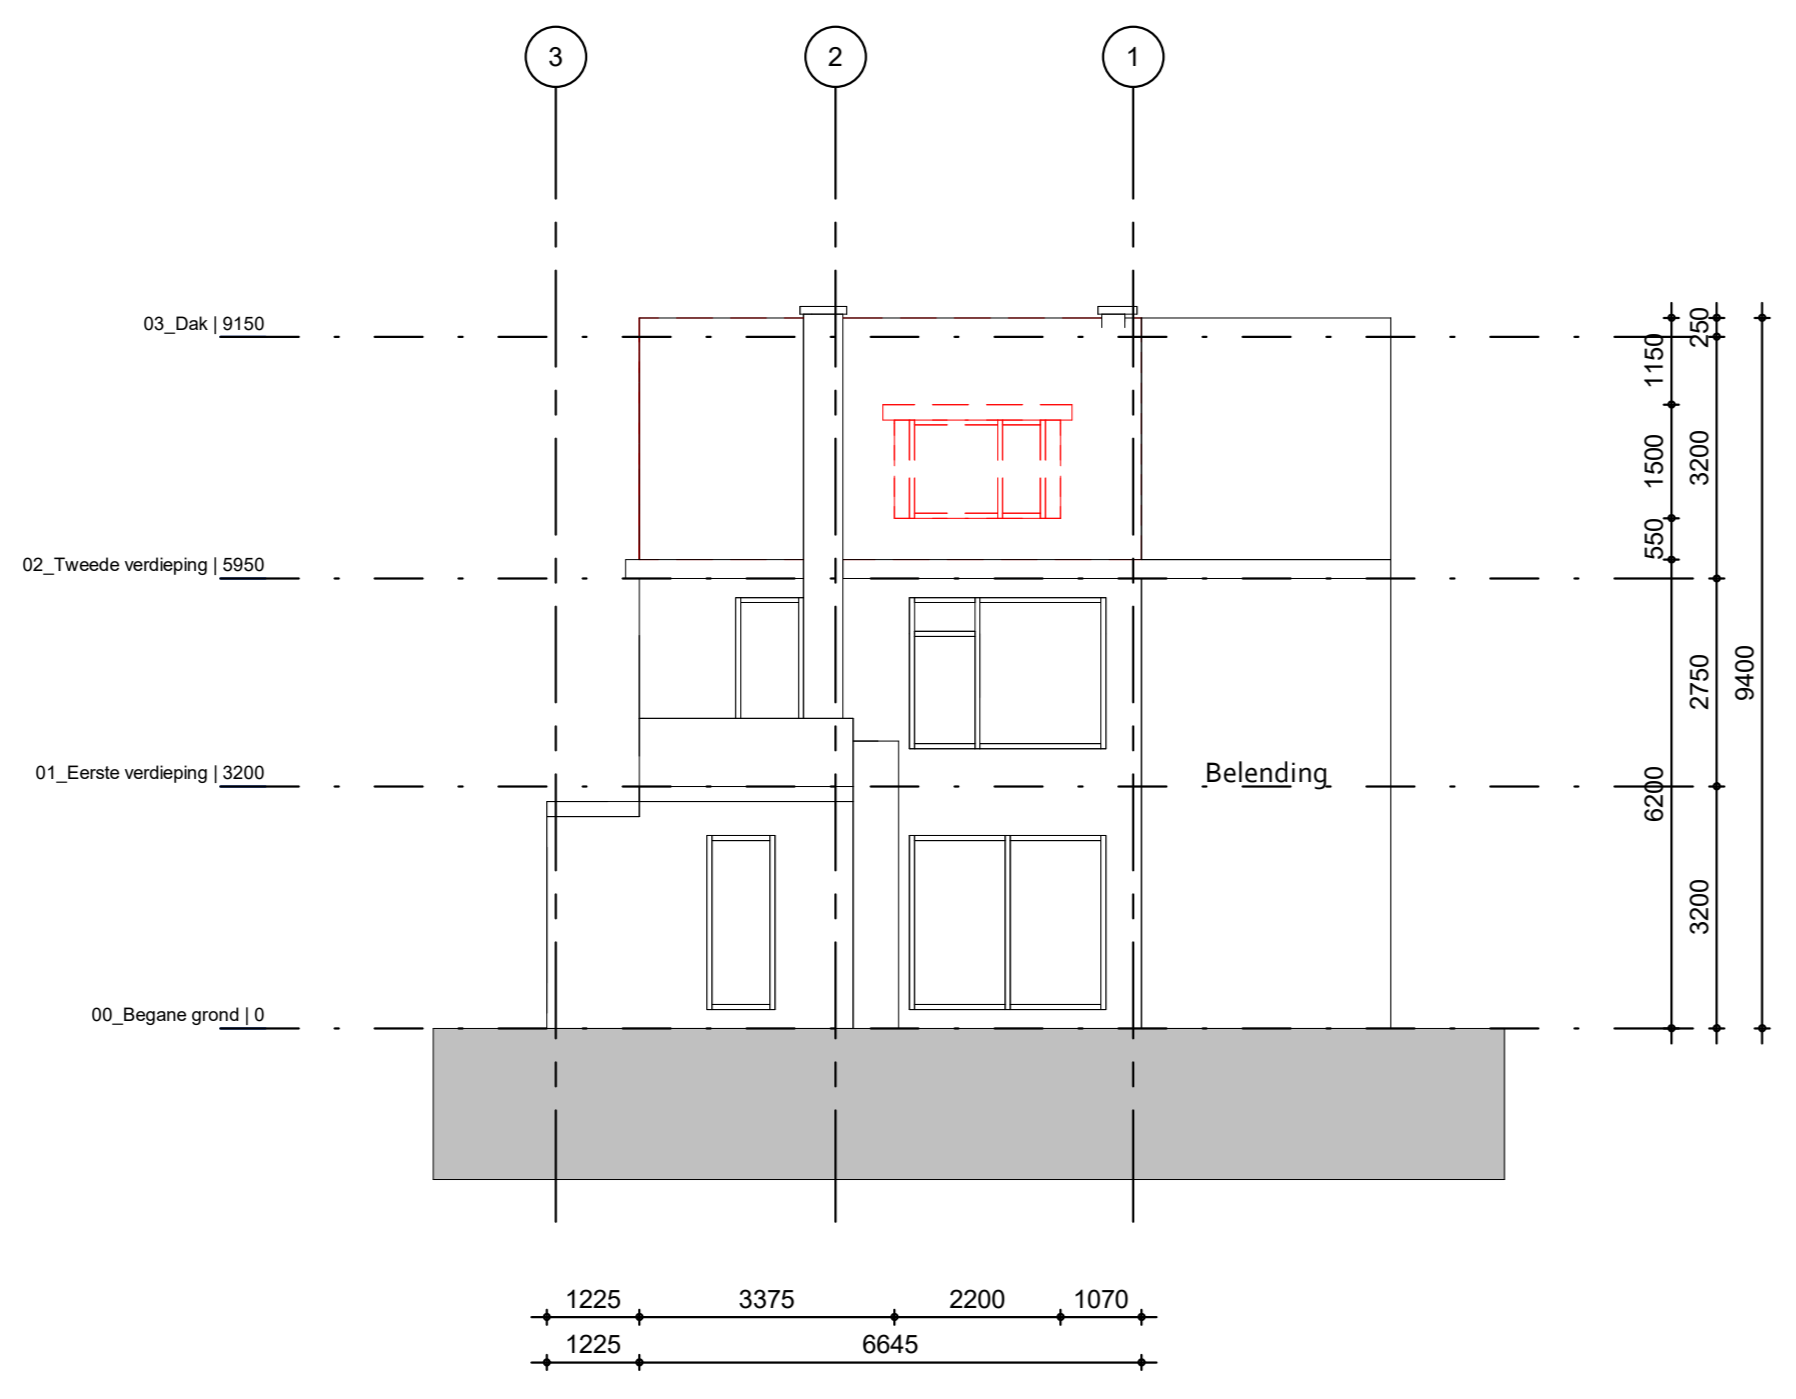 3
2
1
03_Dak | 9150
02_Tweede verdieping | 5950
01_Eerste verdieping | 3200
00_Begane grond | 0
Belending
250
1150
1500
3200
550
2750
9400
6200
3200
1225 3375 2200 1070
1225 6645